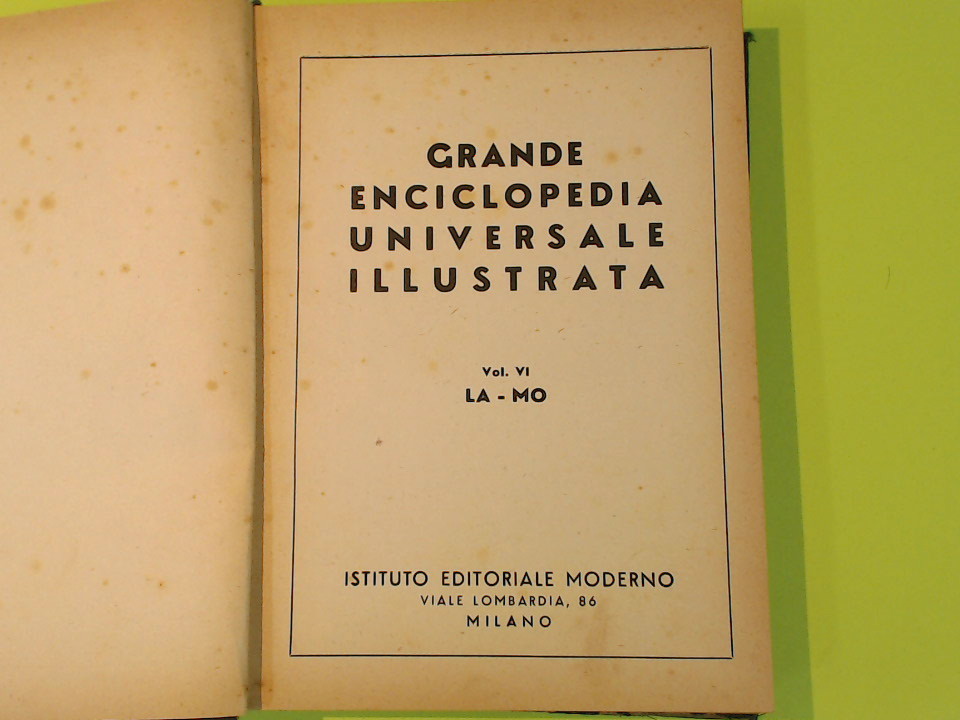 GRANDE
ENCICLOPEDIA
UNIVERSALE
ILLUSTRATA
Vol. VI
LA - MO
ISTITUTO EDITORIALE MODERNO
VIALE LOMBARDIA, 86
MILANO